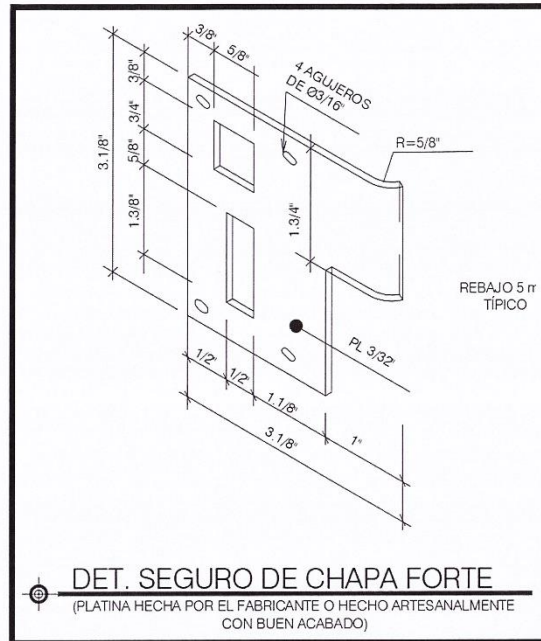 3/8"
5/8"
4 AGUJEROS
DE Ø3/16"
R=5/8"
3.1/8"
3/8"
3/4"
5/8"
1.3/8"
1.3/4"
REBAJO 5
TÍPICO
PL 3/32"
1/2"
1/2"
1.1/8"
1"
3.1/8"
DET. SEGURO DE CHAPA FORTE
(PLATINA HECHA POR EL FABRICANTE O HECHO ARTESANALMENTE
CON BUEN ACABADO)